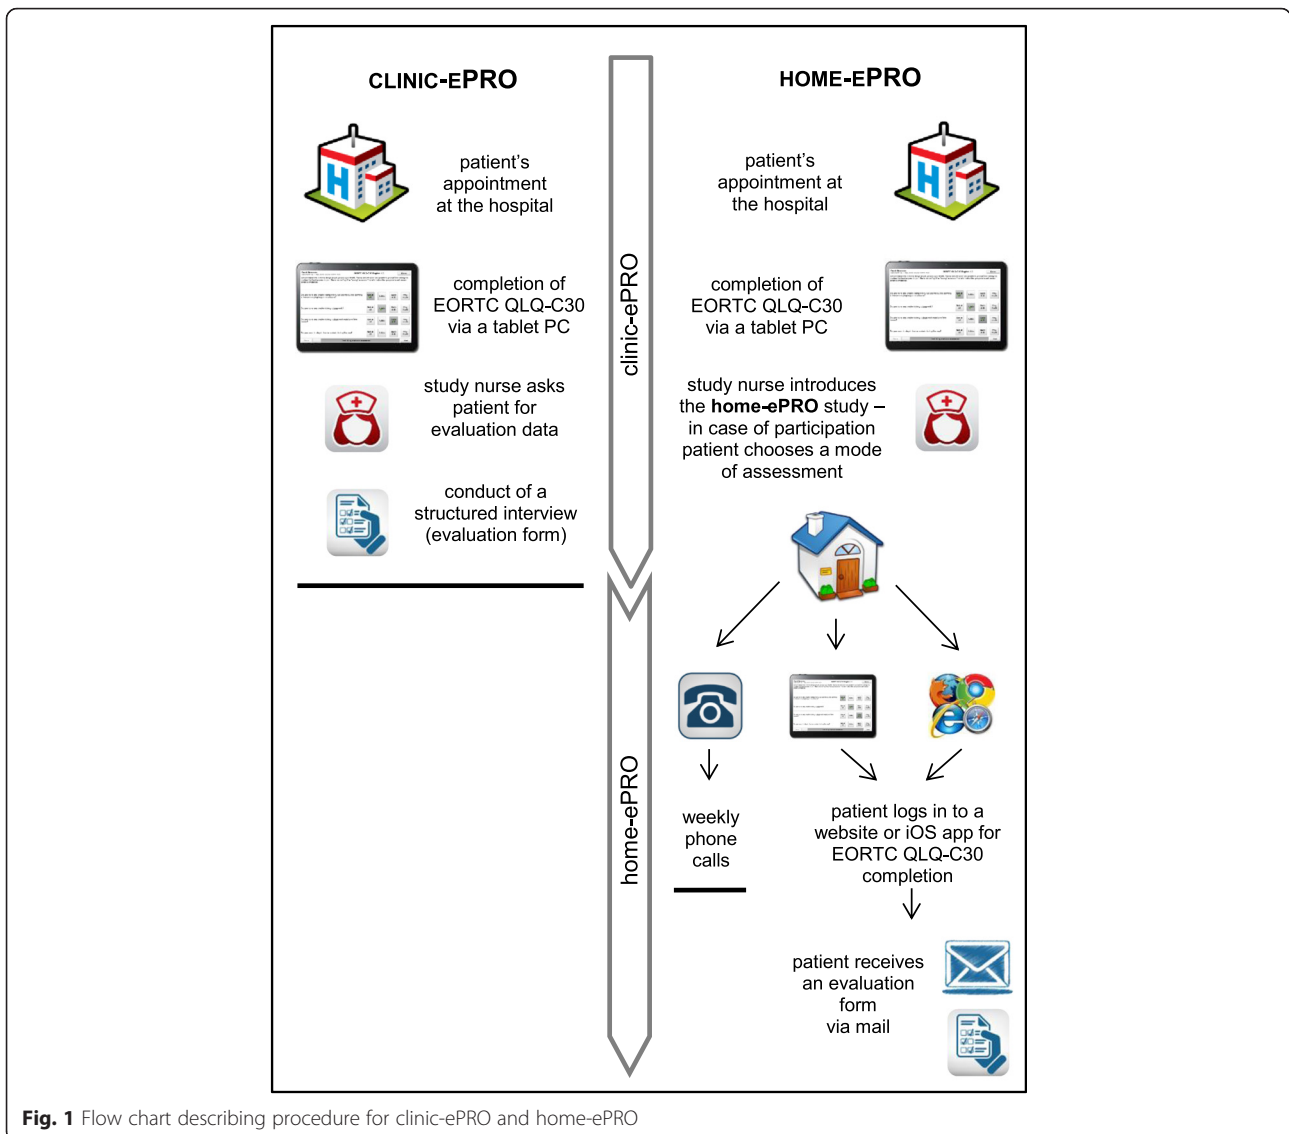 CLINIC-EPRO
patient's
appointment
at the hospital
completion of
EORTC QLQ-C30
via a tablet PC
study nurse asks
patient for
evaluation data
conduct of a
structured interview
(evaluation form)
clinic-ePRO
home-ePRO
HOME-EPRO
patient's
appointment at
the hospital
completion of
EORTC QLQ-C30
via a tablet PC
study nurse introduces
the home-ePRO study –
in case of participation
patient chooses a mode
of assessment
weekly
phone
calls
patient logs in to a
website or iOS app for
EORTC QLQ-C30
completion
patient receives
an evaluation
form
via mail
Fig. 1 Flow chart describing procedure for clinic-ePRO and home-ePRO